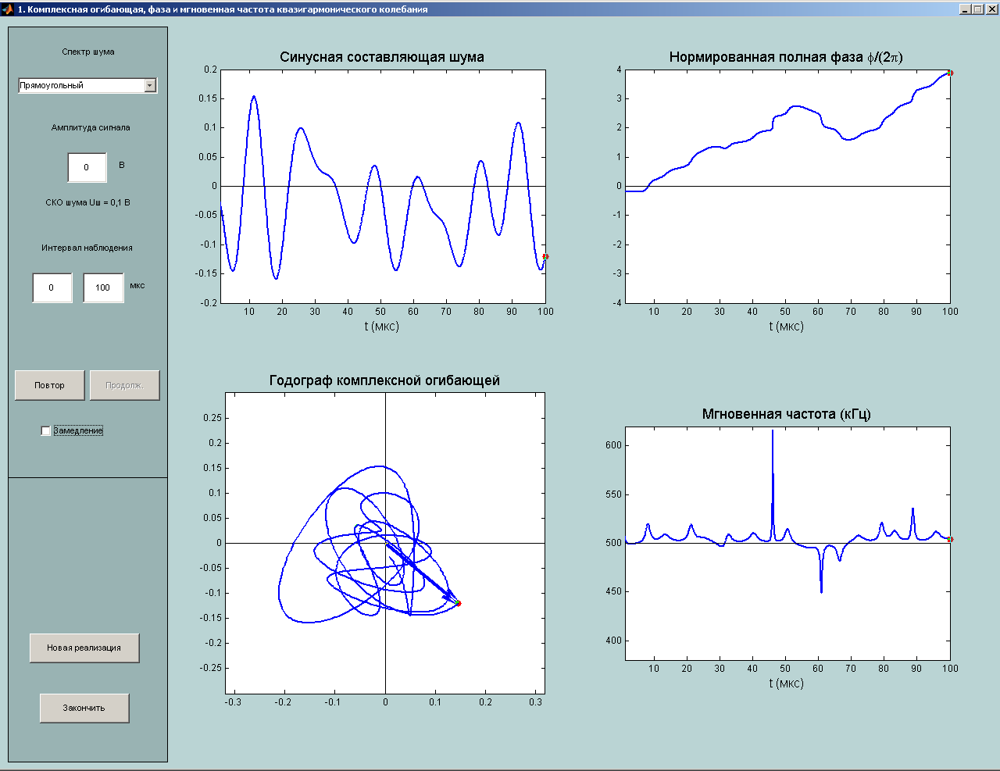 1. Комплексная огибающая, фаза и мгновенная частота квазигармонического колебания
Спектр шума
Прямоугольный
Амплитуда сигнала
0 В
СКО шума Uш = 0,1 В
Интервал наблюдения
0 100 мкс
Повтор Продолж.
Замедление
Новая реализация
Закончить
Синусная составляющая шума
0.2
0.15
0.1
0.05
0
-0.05
-0.1
-0.15
-0.2
10 20 30 40 50 60 70 80 90 100
t (мкс)
Нормированная полная фаза ϕ/(2π)
4
3
2
1
0
-1
-2
-3
-4
10 20 30 40 50 60 70 80 90 100
t (мкс)
Годограф комплексной огибающей
0.25
0.2
0.15
0.1
0.05
0
-0.05
-0.1
-0.15
-0.2
-0.25
-0.3 -0.2 -0.1 0 0.1 0.2 0.3
Мгновенная частота (кГц)
600
550
500
450
400
10 20 30 40 50 60 70 80 90 100
t (мкс)